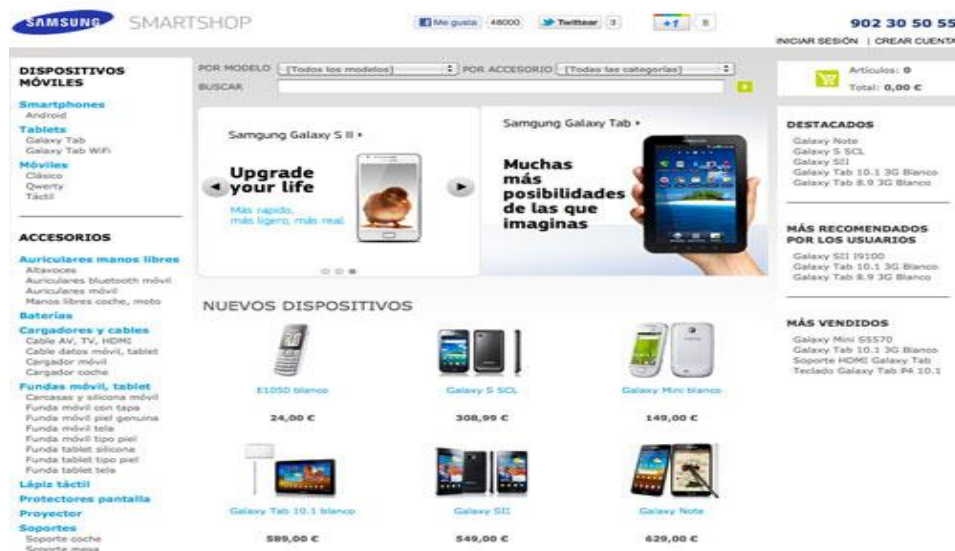 SAMSUNG SMARTSHOP
Me gusta 48000 Twittear 3 +1 8
902 30 50 55
INICIAR SESIÓN | CREAR CUENTA
DISPOSITIVOS
MÓVILES
Smartphones
Android
Tablets
Galaxy Tab
Galaxy Tab WiFi
Móviles
Clásico
Qwerty
Táctil
ACCESORIOS
Auriculares manos libres
Altavoces
Auriculares bluetooth móvil
Auriculares móvil
Manos libres coche, moto
Baterías
Cargadores y cables
Cable AV, TV, HDMI
Cable datos móvil, tablet
Cargador móvil
Cargador coche
Fundas móvil, tablet
Carcasas y silicona móvil
Funda móvil con tapa
Funda móvil piel genuina
Funda móvil tela
Funda móvil tipo piel
Funda tablet silicona
Funda tablet tipo piel
Funda tablet tela
Lápiz táctil
Protectores pantalla
Proyector
Soportes
Soporte coche
Soporte mesa
POR MODELO [Todos los modelos] POR ACCESORIO [Todas las categorías]
BUSCAR
Samgung Galaxy S II
Upgrade
your life
Más rapido,
más ligero, más real.
Samgung Galaxy Tab
Muchas
más
posibilidades
de las que
imaginas
NUEVOS DISPOSITIVOS
E1050 blanco
24,00 €
Galaxy S SCL
308,99 €
Galaxy Mini blanco
149,00 €
Galaxy Tab 10.1 blanco
589,00 €
Galaxy SII
549,00 €
Galaxy Note
629,00 €
Artículos: 0
Total: 0,00 €
DESTACADOS
Galaxy Note
Galaxy S SCL
Galaxy SII
Galaxy Tab 10.1 3G Blanco
Galaxy Tab 8.9 3G Blanco
MÁS RECOMENDADOS
POR LOS USUARIOS
Galaxy SII I9100
Galaxy Tab 10.1 3G Blanco
Galaxy Tab 8.9 3G Blanco
MÁS VENDIDOS
Galaxy Mini S5570
Galaxy Tab 10.1 3G Blanco
Soporte HDMI Galaxy Tab
Teclado Galaxy Tab P4 10.1